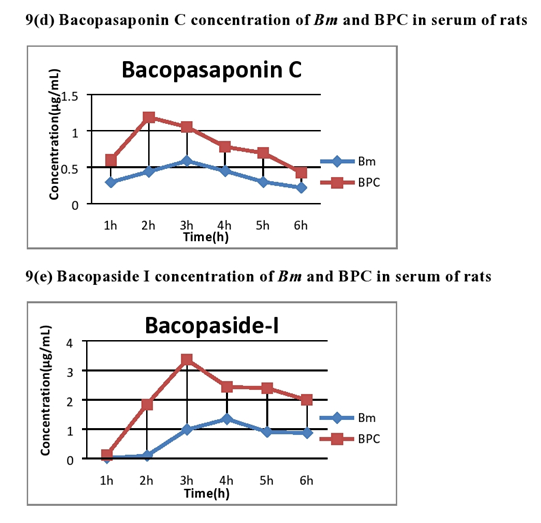 9(d) Bacopasaponin C concentration of Bm and BPC in serum of rats
Bacopasaponin C
Concentration(µg/mL)
1.5
1
0.5
0
1h 2h 3h 4h 5h 6h
Time(h)
Bm
BPC
9(e) Bacopaside I concentration of Bm and BPC in serum of rats
Bacopaside-I
Concentration(µg/mL)
4
3
2
1
0
1h 2h 3h 4h 5h 6h
Time(h)
Bm
BPC